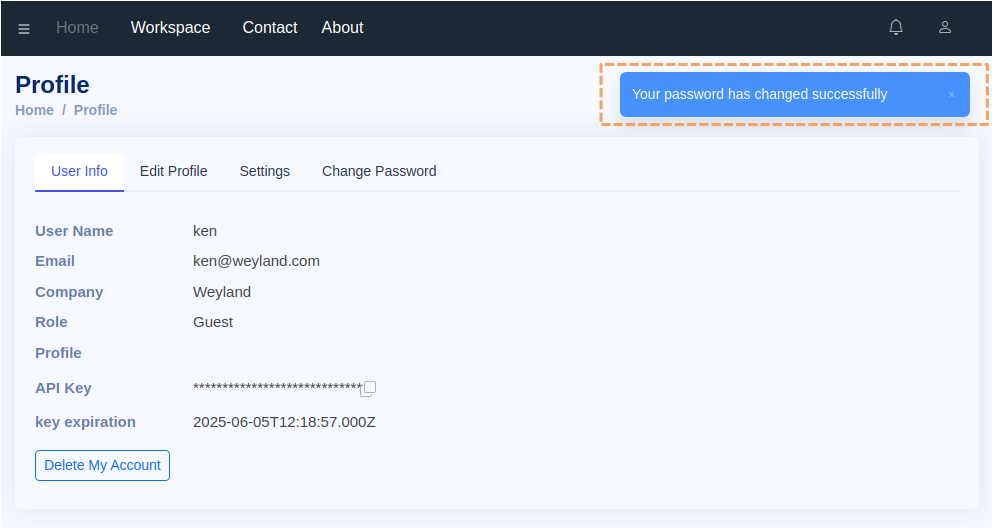 Home Workspace Contact About
Profile
Home / Profile
Your password has changed successfully ×
User Info Edit Profile Settings Change Password
User Name ken
Email ken@weyland.com
Company Weyland
Role Guest
Profile
API Key *****************************
key expiration 2025-06-05T12:18:57.000Z
Delete My Account